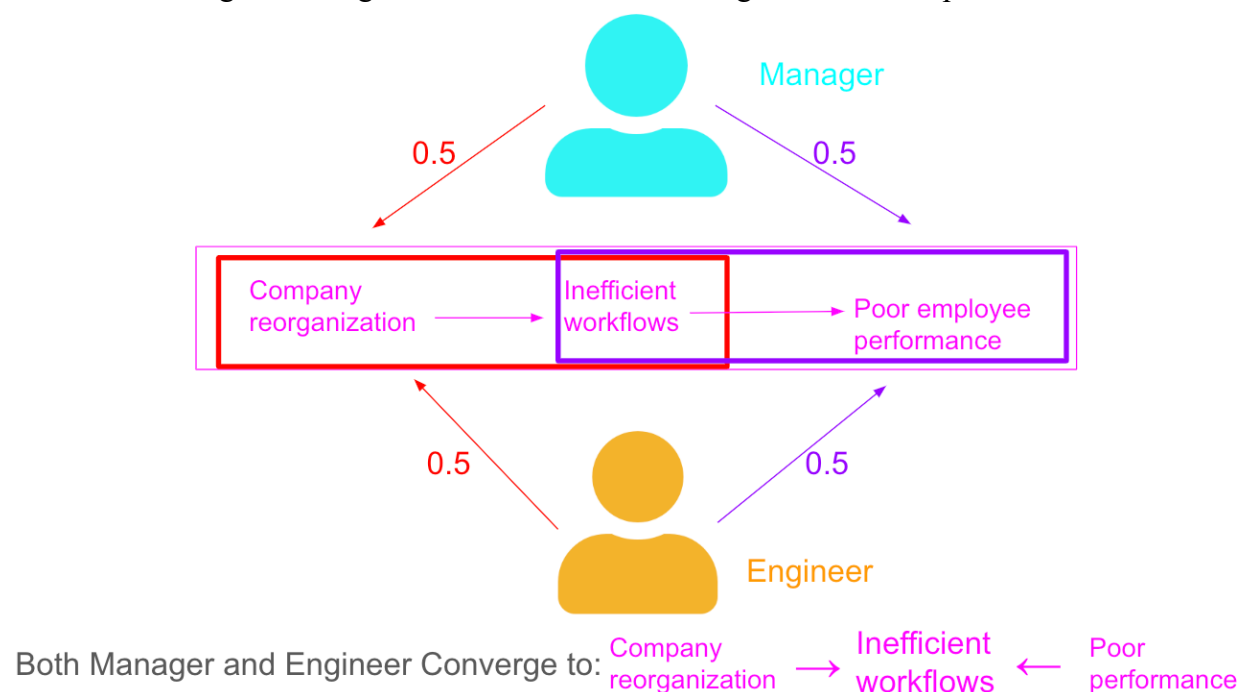 Manager
0.5
0.5
Company
reorganization
Inefficient
workflows
Poor employee
performance
0.5
0.5
Engineer
Both Manager and Engineer Converge to:
Company
reorganization
Inefficient
workflows
Poor
performance